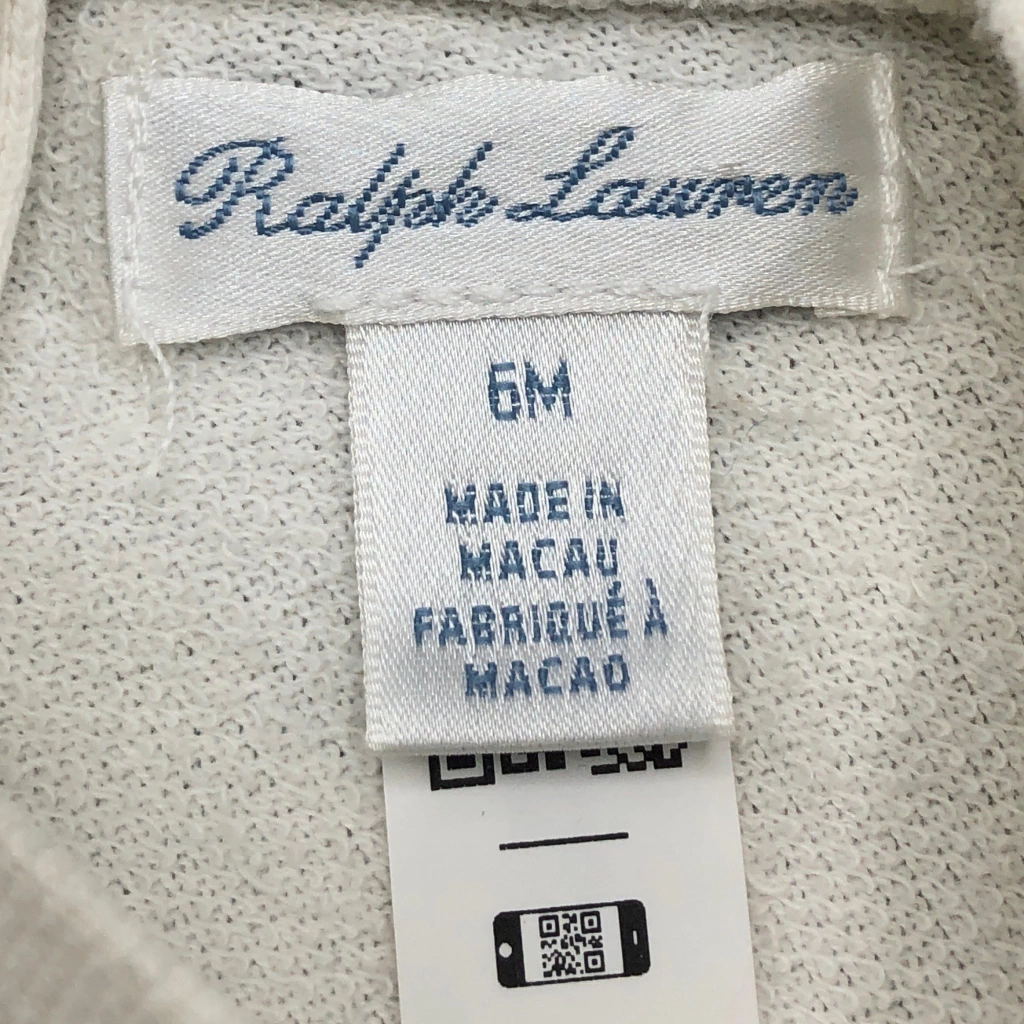 Ralph Lauren
6M
MADE IN
MACAU
FABRIQUÉ À
MACAO